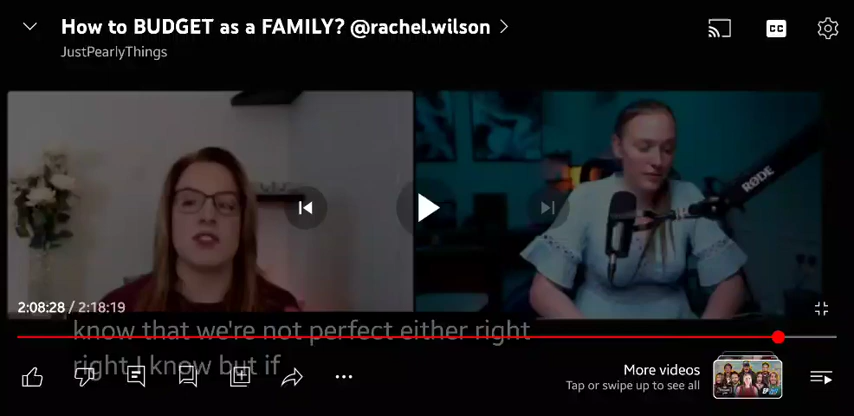 How to BUDGET as a FAMILY? @rachel.wilson
JustPearlyThings
CC
RØDE
2:08:28 / 2:18:19
know that we're not perfect either right
right I know but if
More videos
Tap or swipe up to see all